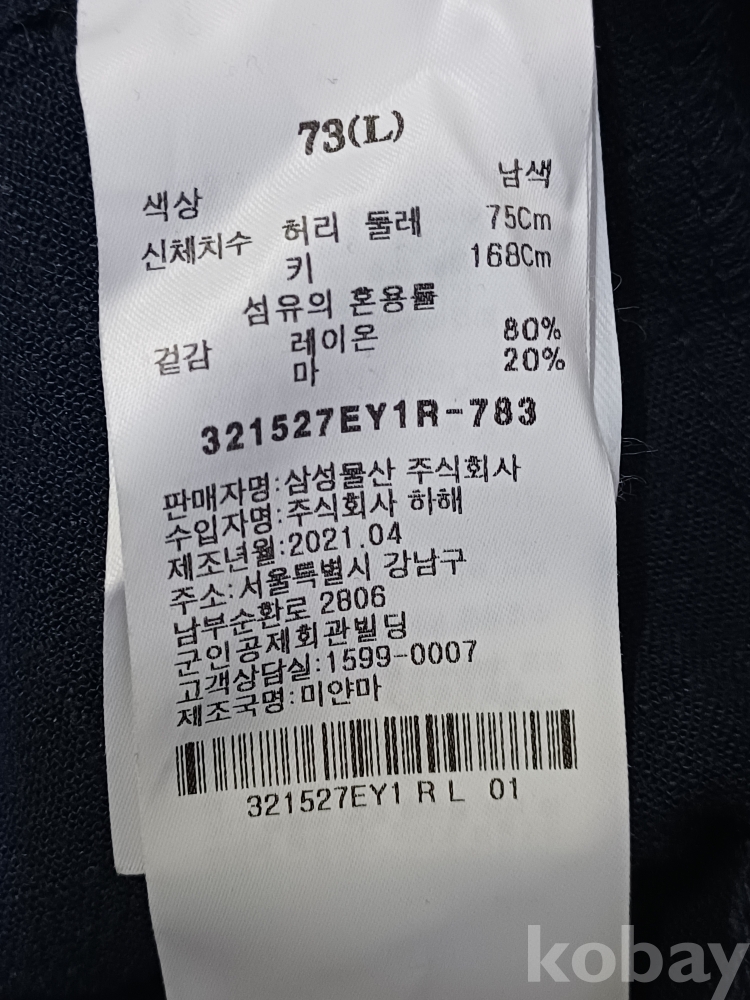 73(L)
색상 남색
신체치수 허리 둘레 75Cm
키 168Cm
섬유의 혼용률
겉감 레이온 80%
마 20%
321527EY1R-783
판매자명:삼성물산 주식회사
수입자명:주식회사 하해
제조년월:2021.04
주소:서울특별시 강남구
남부순환로 2806
군인공제회관빌딩
고객상담실:1599-0007
제조국명:미얀마
321527EY1 R L 01
kobay